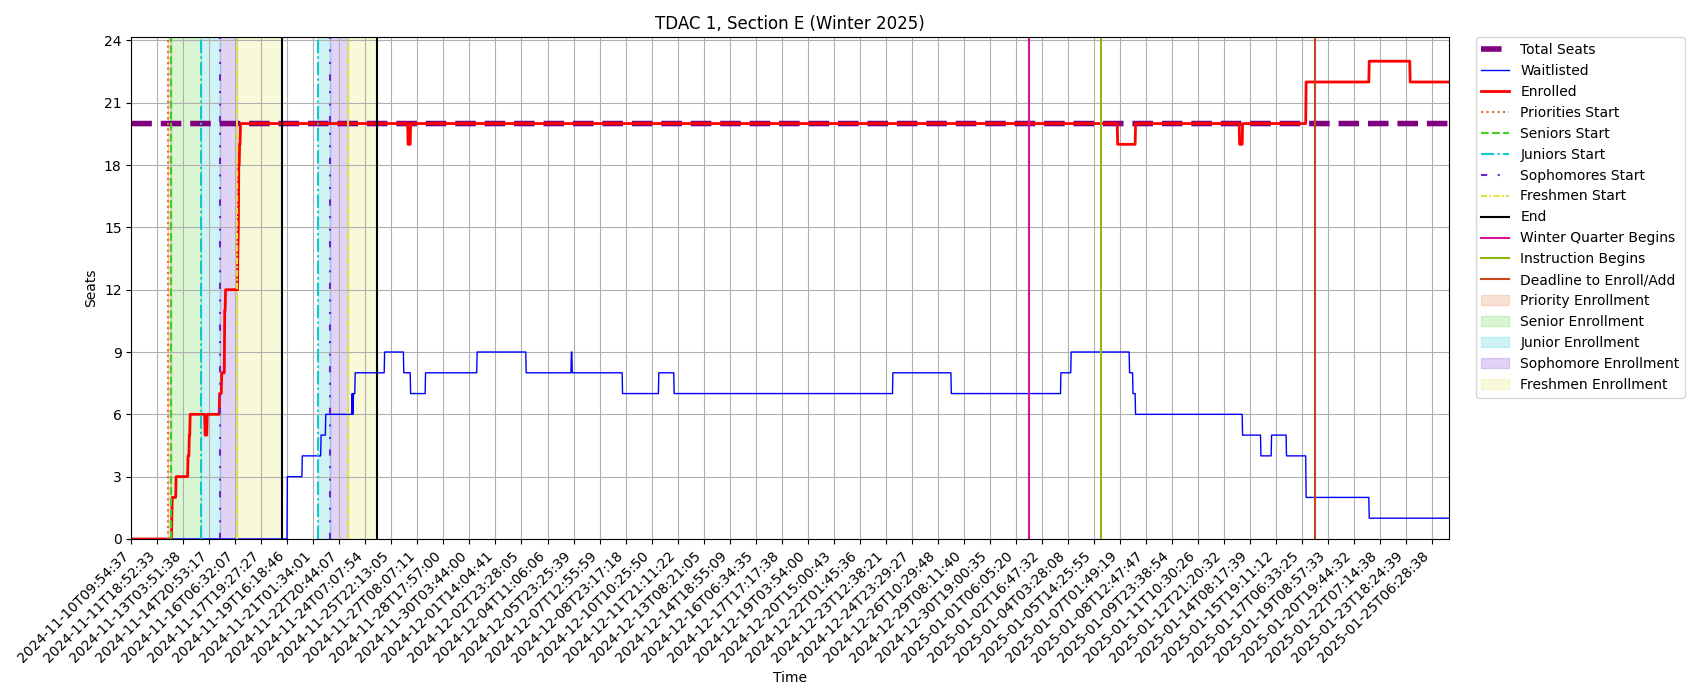 TDAC 1, Section E (Winter 2025)
24
21
18
15
12
9
6
3
0
Seats
2024-11-10T09:54:37
2024-11-11T18:52:33
2024-11-13T03:51:38
2024-11-14T20:53:17
2024-11-16T06:32:07
2024-11-17T19:27:27
2024-11-19T16:18:46
2024-11-21T01:34:01
2024-11-22T20:44:07
2024-11-24T07:07:54
2024-11-25T22:13:05
2024-11-27T08:07:11
2024-11-28T17:57:00
2024-11-30T03:44:00
2024-12-01T14:04:41
2024-12-02T23:28:05
2024-12-04T11:06:06
2024-12-05T23:25:39
2024-12-07T12:55:59
2024-12-08T23:17:18
2024-12-10T10:25:50
2024-12-11T21:11:22
2024-12-13T08:21:05
2024-12-14T18:55:09
2024-12-16T06:34:35
2024-12-17T17:17:38
2024-12-19T03:54:00
2024-12-20T15:00:43
2024-12-22T01:45:36
2024-12-23T12:38:21
2024-12-24T23:29:27
2024-12-26T10:29:48
2024-12-29T08:11:40
2024-12-30T19:00:35
2025-01-01T06:05:20
2025-01-02T16:47:32
2025-01-04T03:28:08
2025-01-05T14:25:55
2025-01-07T01:49:19
2025-01-08T12:47:47
2025-01-09T23:38:54
2025-01-11T10:30:26
2025-01-12T21:20:32
2025-01-14T08:17:39
2025-01-15T19:11:12
2025-01-17T06:33:25
2025-01-19T08:57:33
2025-01-20T19:44:32
2025-01-22T07:14:38
2025-01-23T18:24:39
2025-01-25T06:28:38
Time
Total Seats
Waitlisted
Enrolled
Priorities Start
Seniors Start
Juniors Start
Sophomores Start
Freshmen Start
End
Winter Quarter Begins
Instruction Begins
Deadline to Enroll/Add
Priority Enrollment
Senior Enrollment
Junior Enrollment
Sophomore Enrollment
Freshmen Enrollment